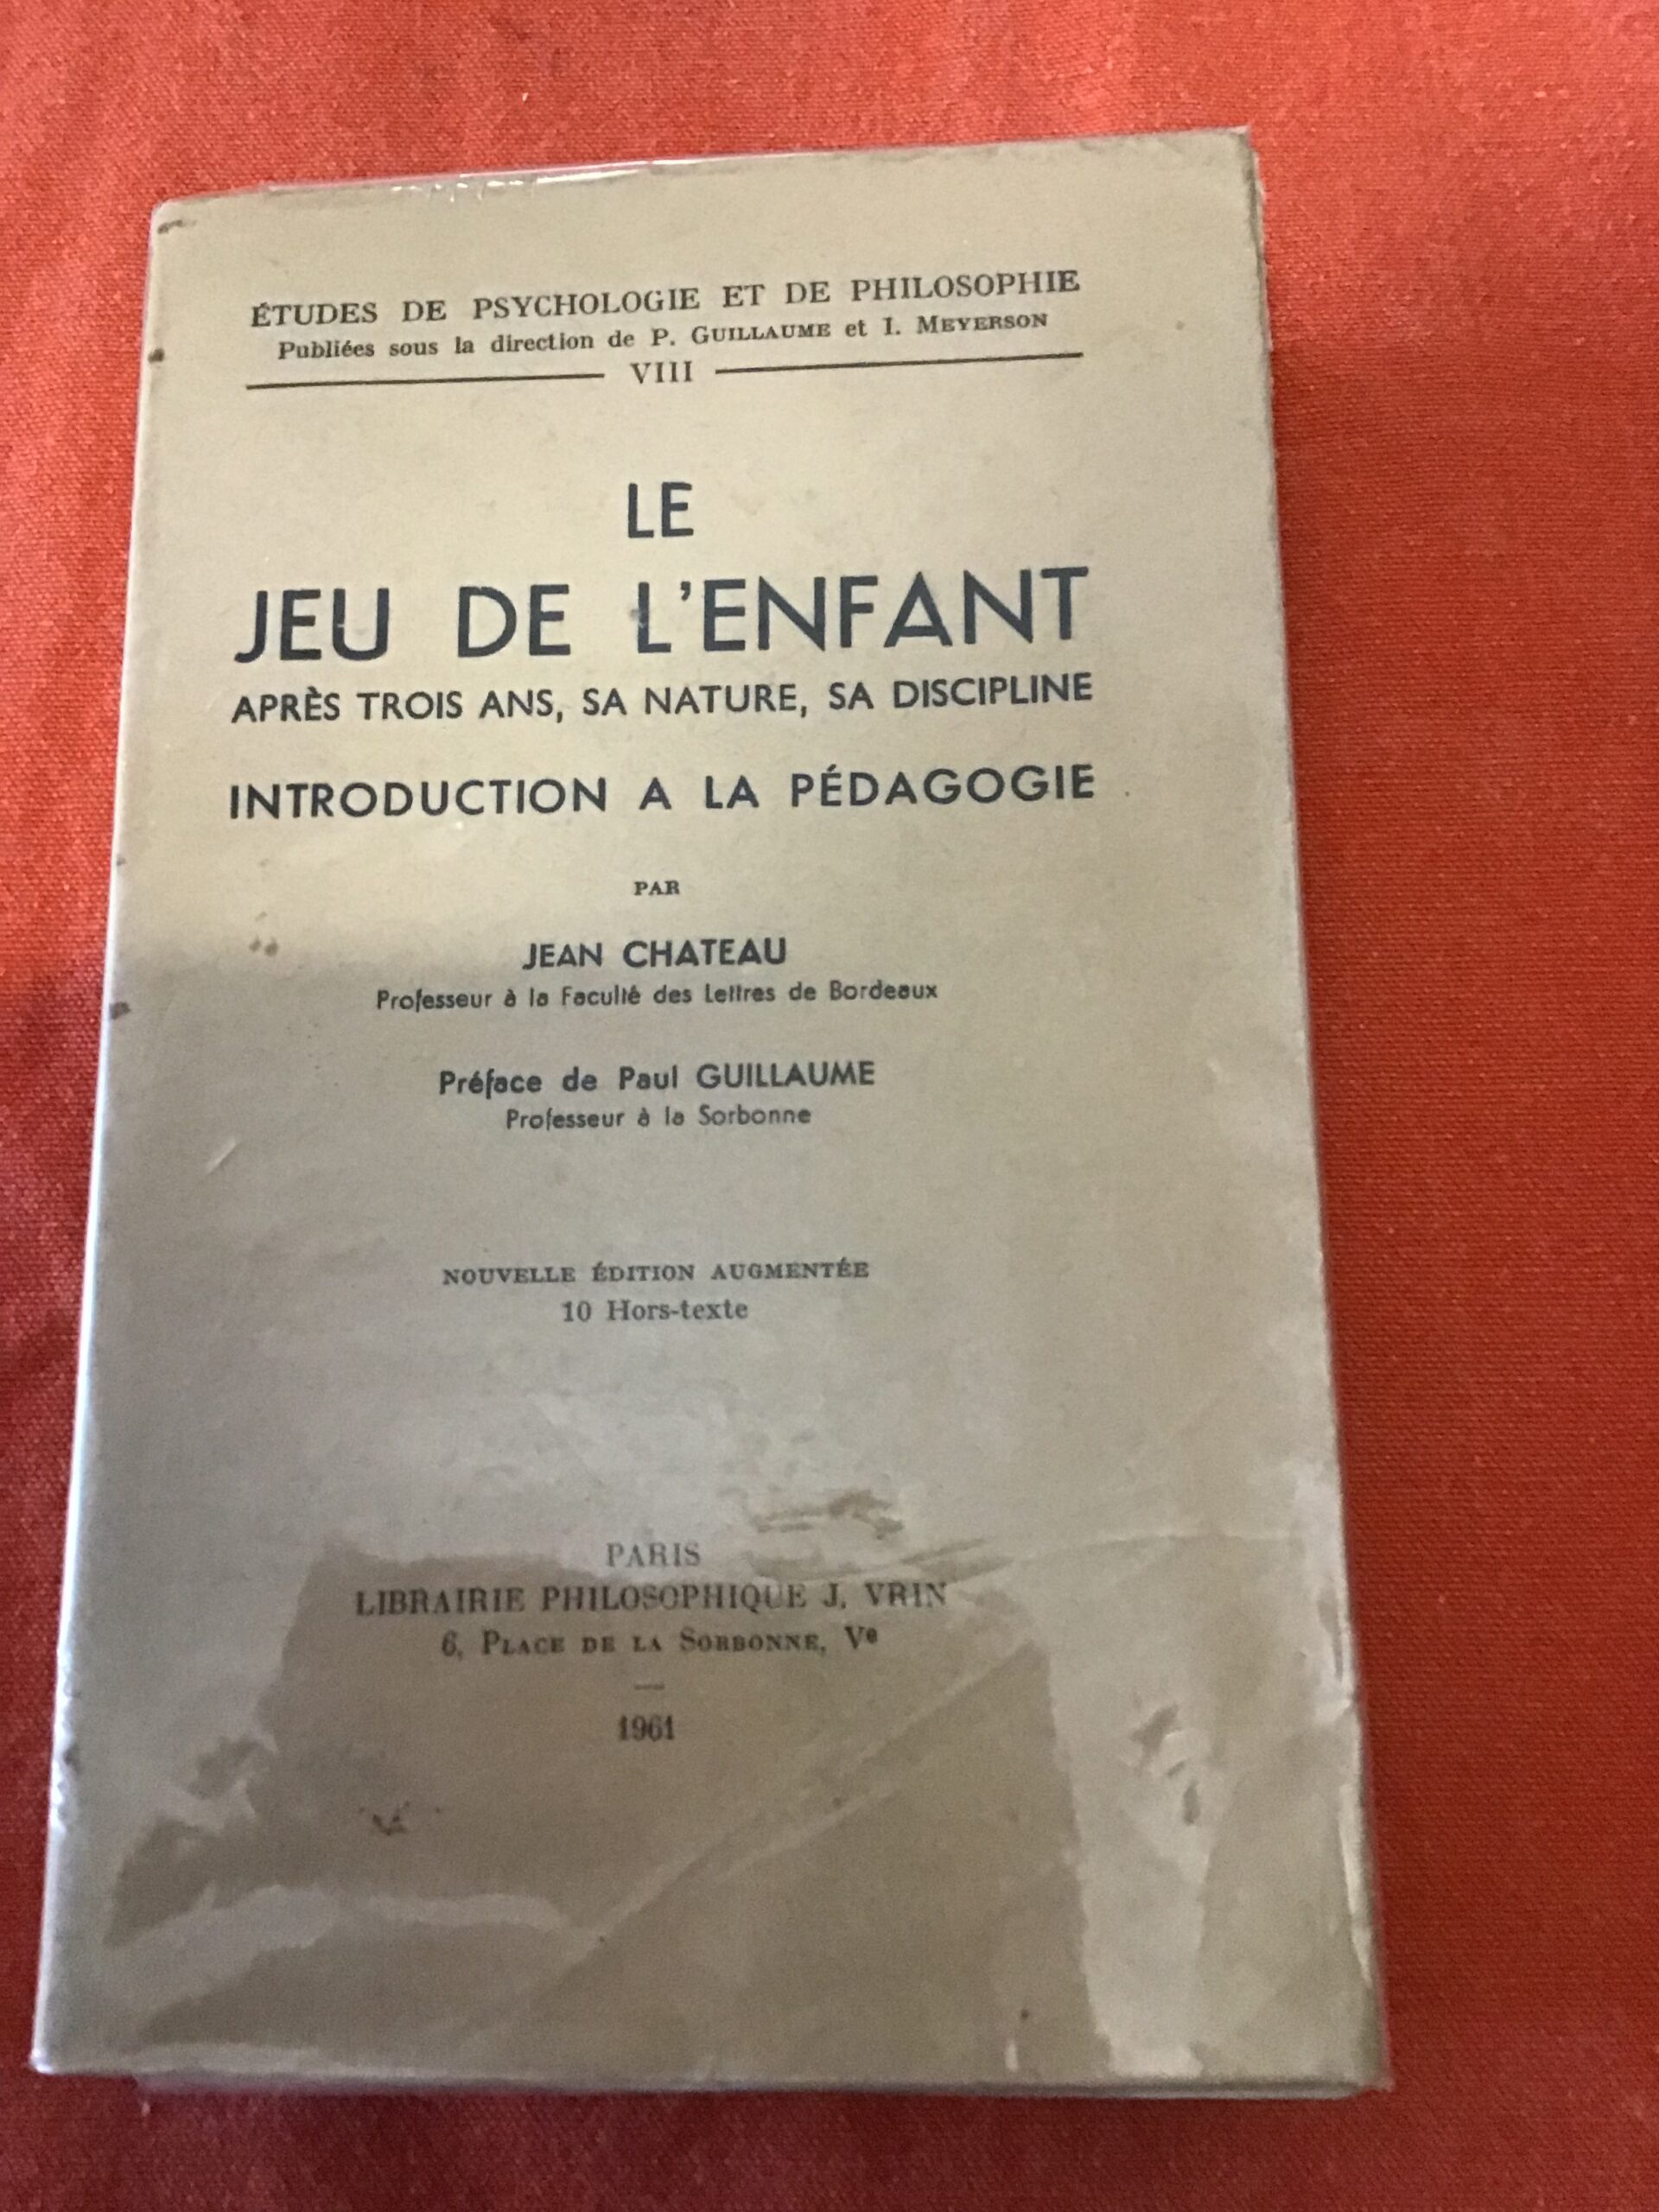 ÉTUDES DE PSYCHOLOGIE ET DE PHILOSOPHIE
Publiées sous la direction de P. GUILLAUME et I. MEYERSON
VIII
LE
JEU DE L'ENFANT
APRÈS TROIS ANS, SA NATURE, SA DISCIPLINE
INTRODUCTION A LA PÉDAGOGIE
PAR
JEAN CHATEAU
Professeur à la Faculté des Lettres de Bordeaux
Préface de Paul GUILLAUME
Professeur à la Sorbonne
NOUVELLE ÉDITION AUGMENTÉE
10 Hors-texte
PARIS
LIBRAIRIE PHILOSOPHIQUE J. VRIN
6, PLACE DE LA SORBONNE, Ve
1961